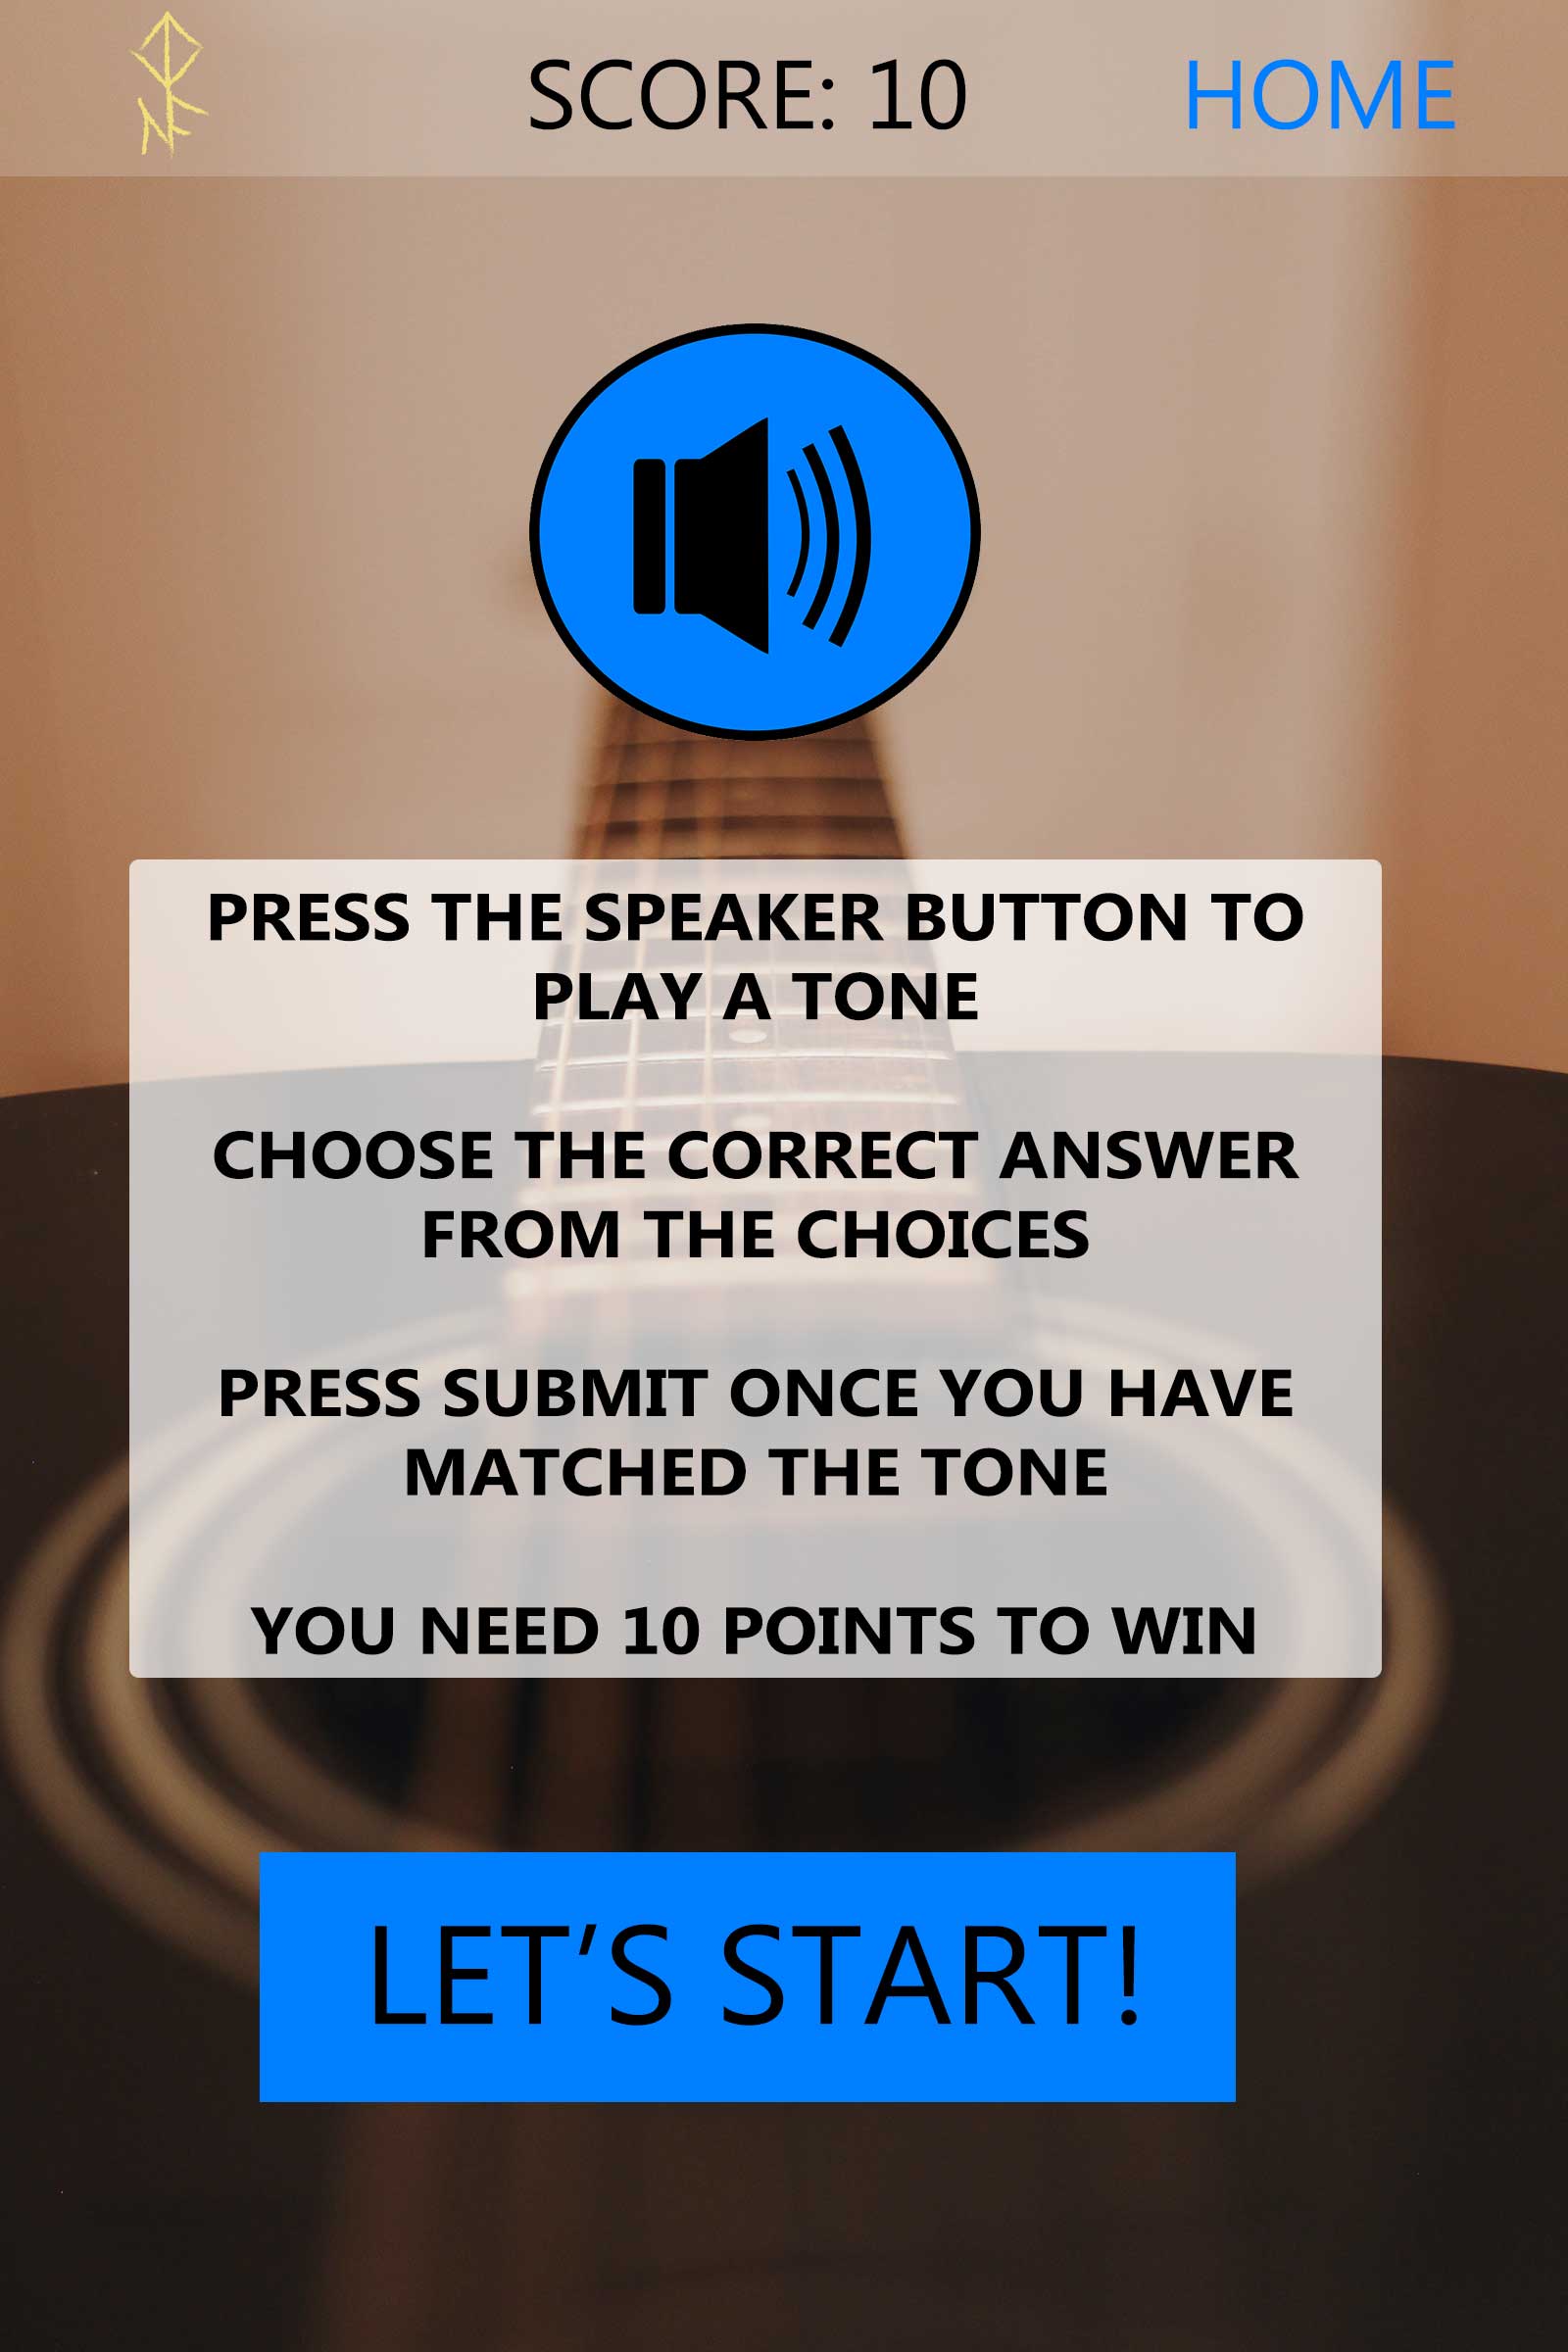 SCORE: 10
HOME
PRESS THE SPEAKER BUTTON TO
PLAY A TONE
CHOOSE THE CORRECT ANSWER
FROM THE CHOICES
PRESS SUBMIT ONCE YOU HAVE
MATCHED THE TONE
YOU NEED 10 POINTS TO WIN
LET’S START!